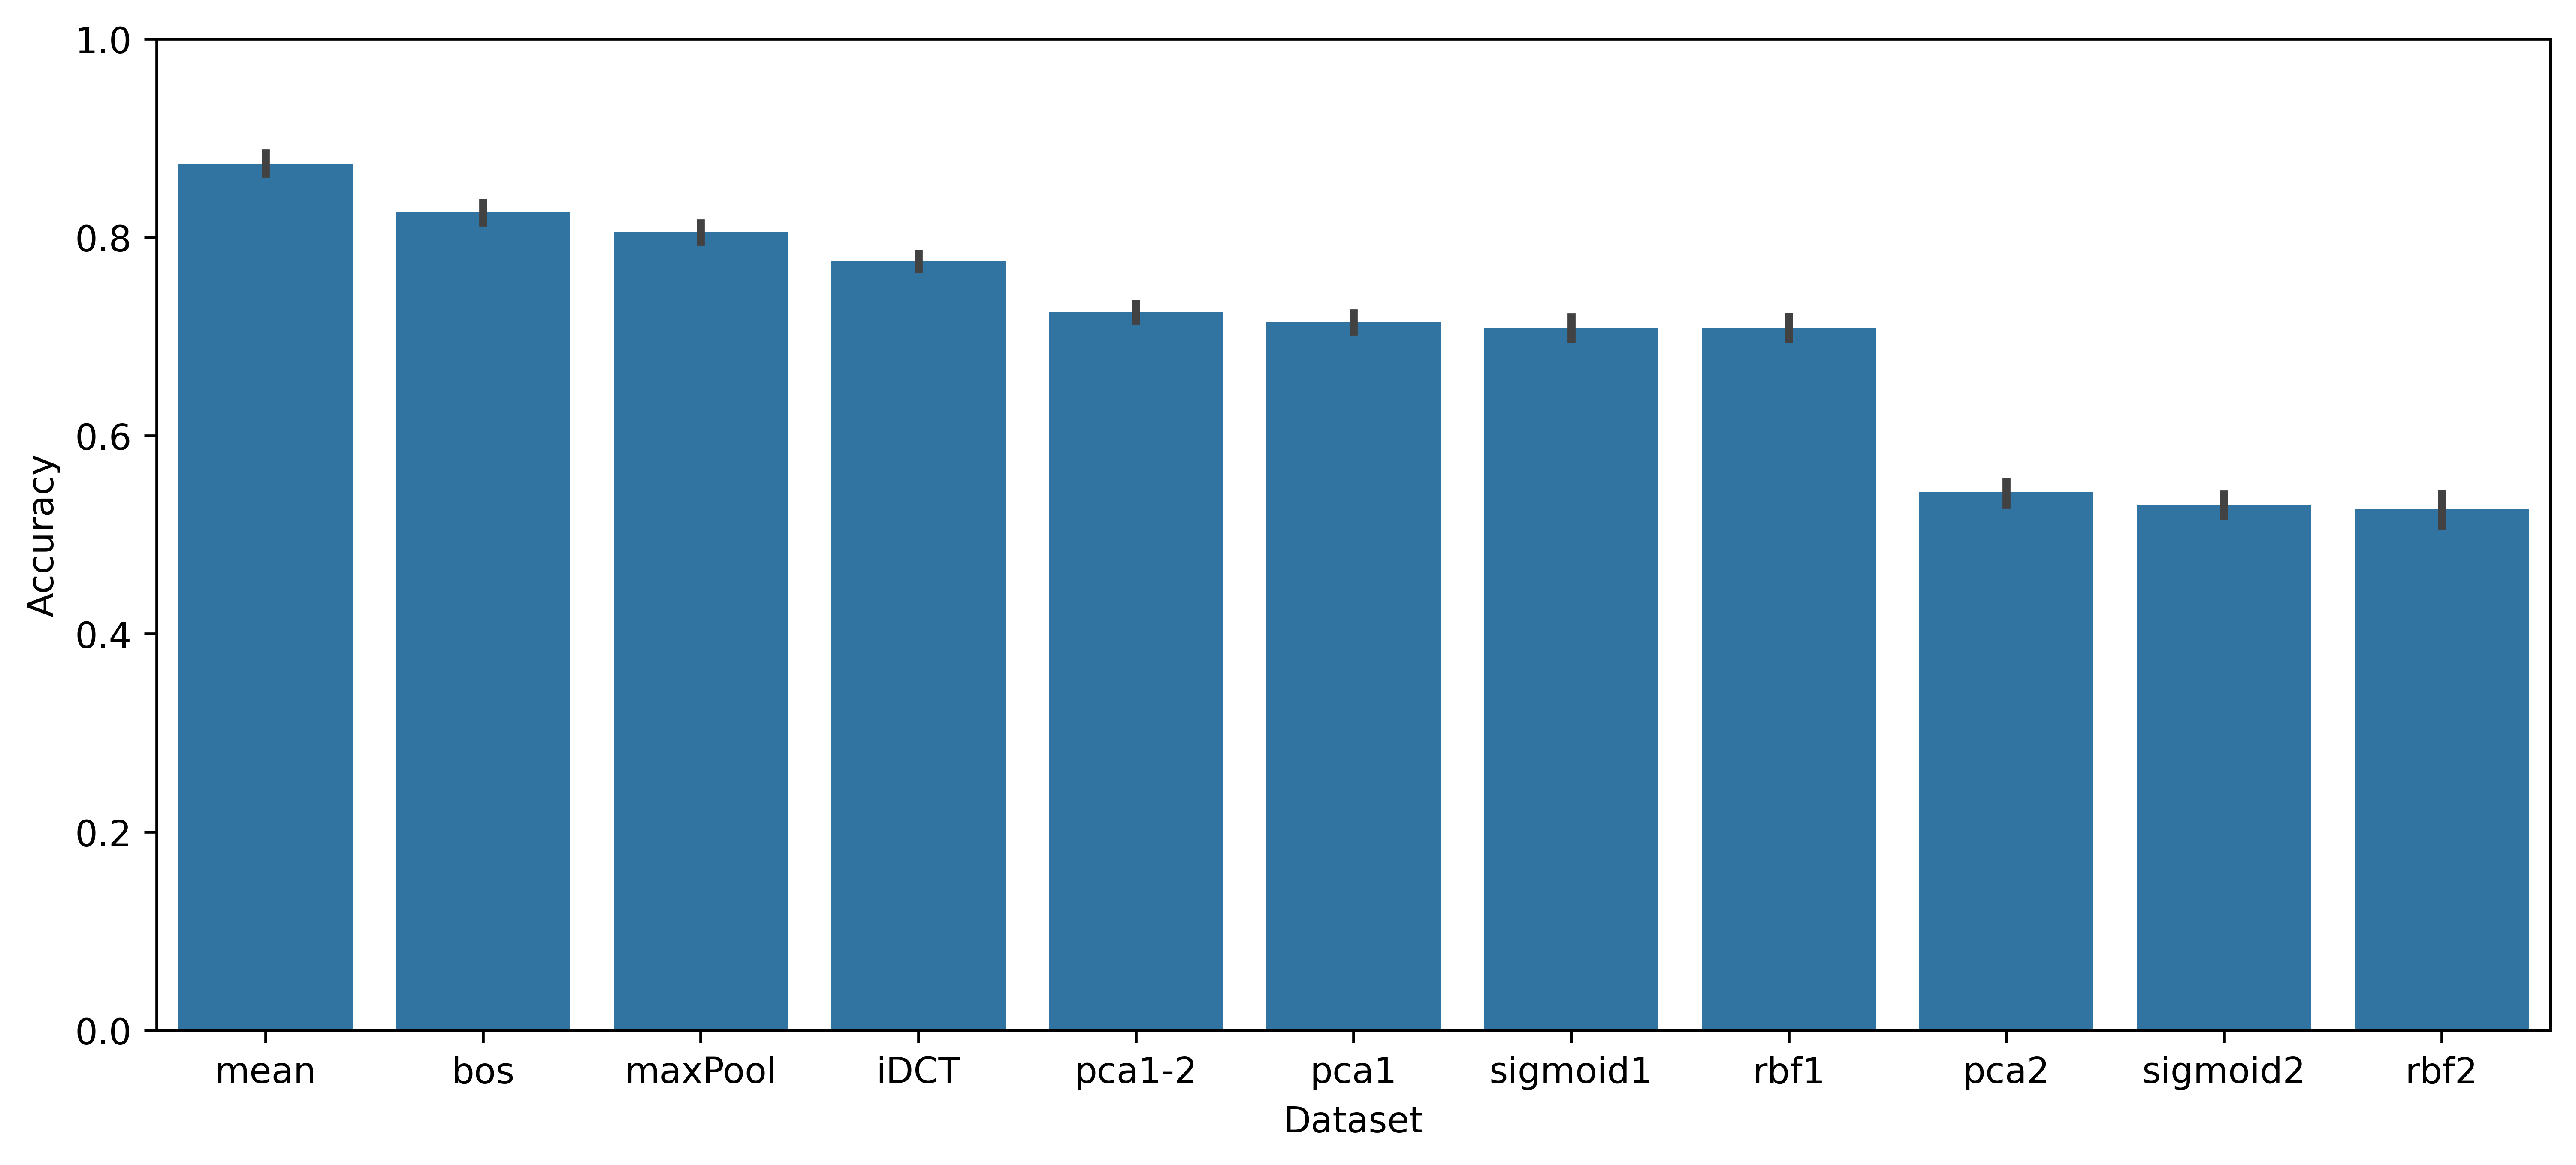 1.0
0.8
0.6
0.4
0.2
0.0
Accuracy
mean bos maxPool iDCT pca1-2 pca1 sigmoid1 rbf1 pca2 sigmoid2 rbf2
Dataset